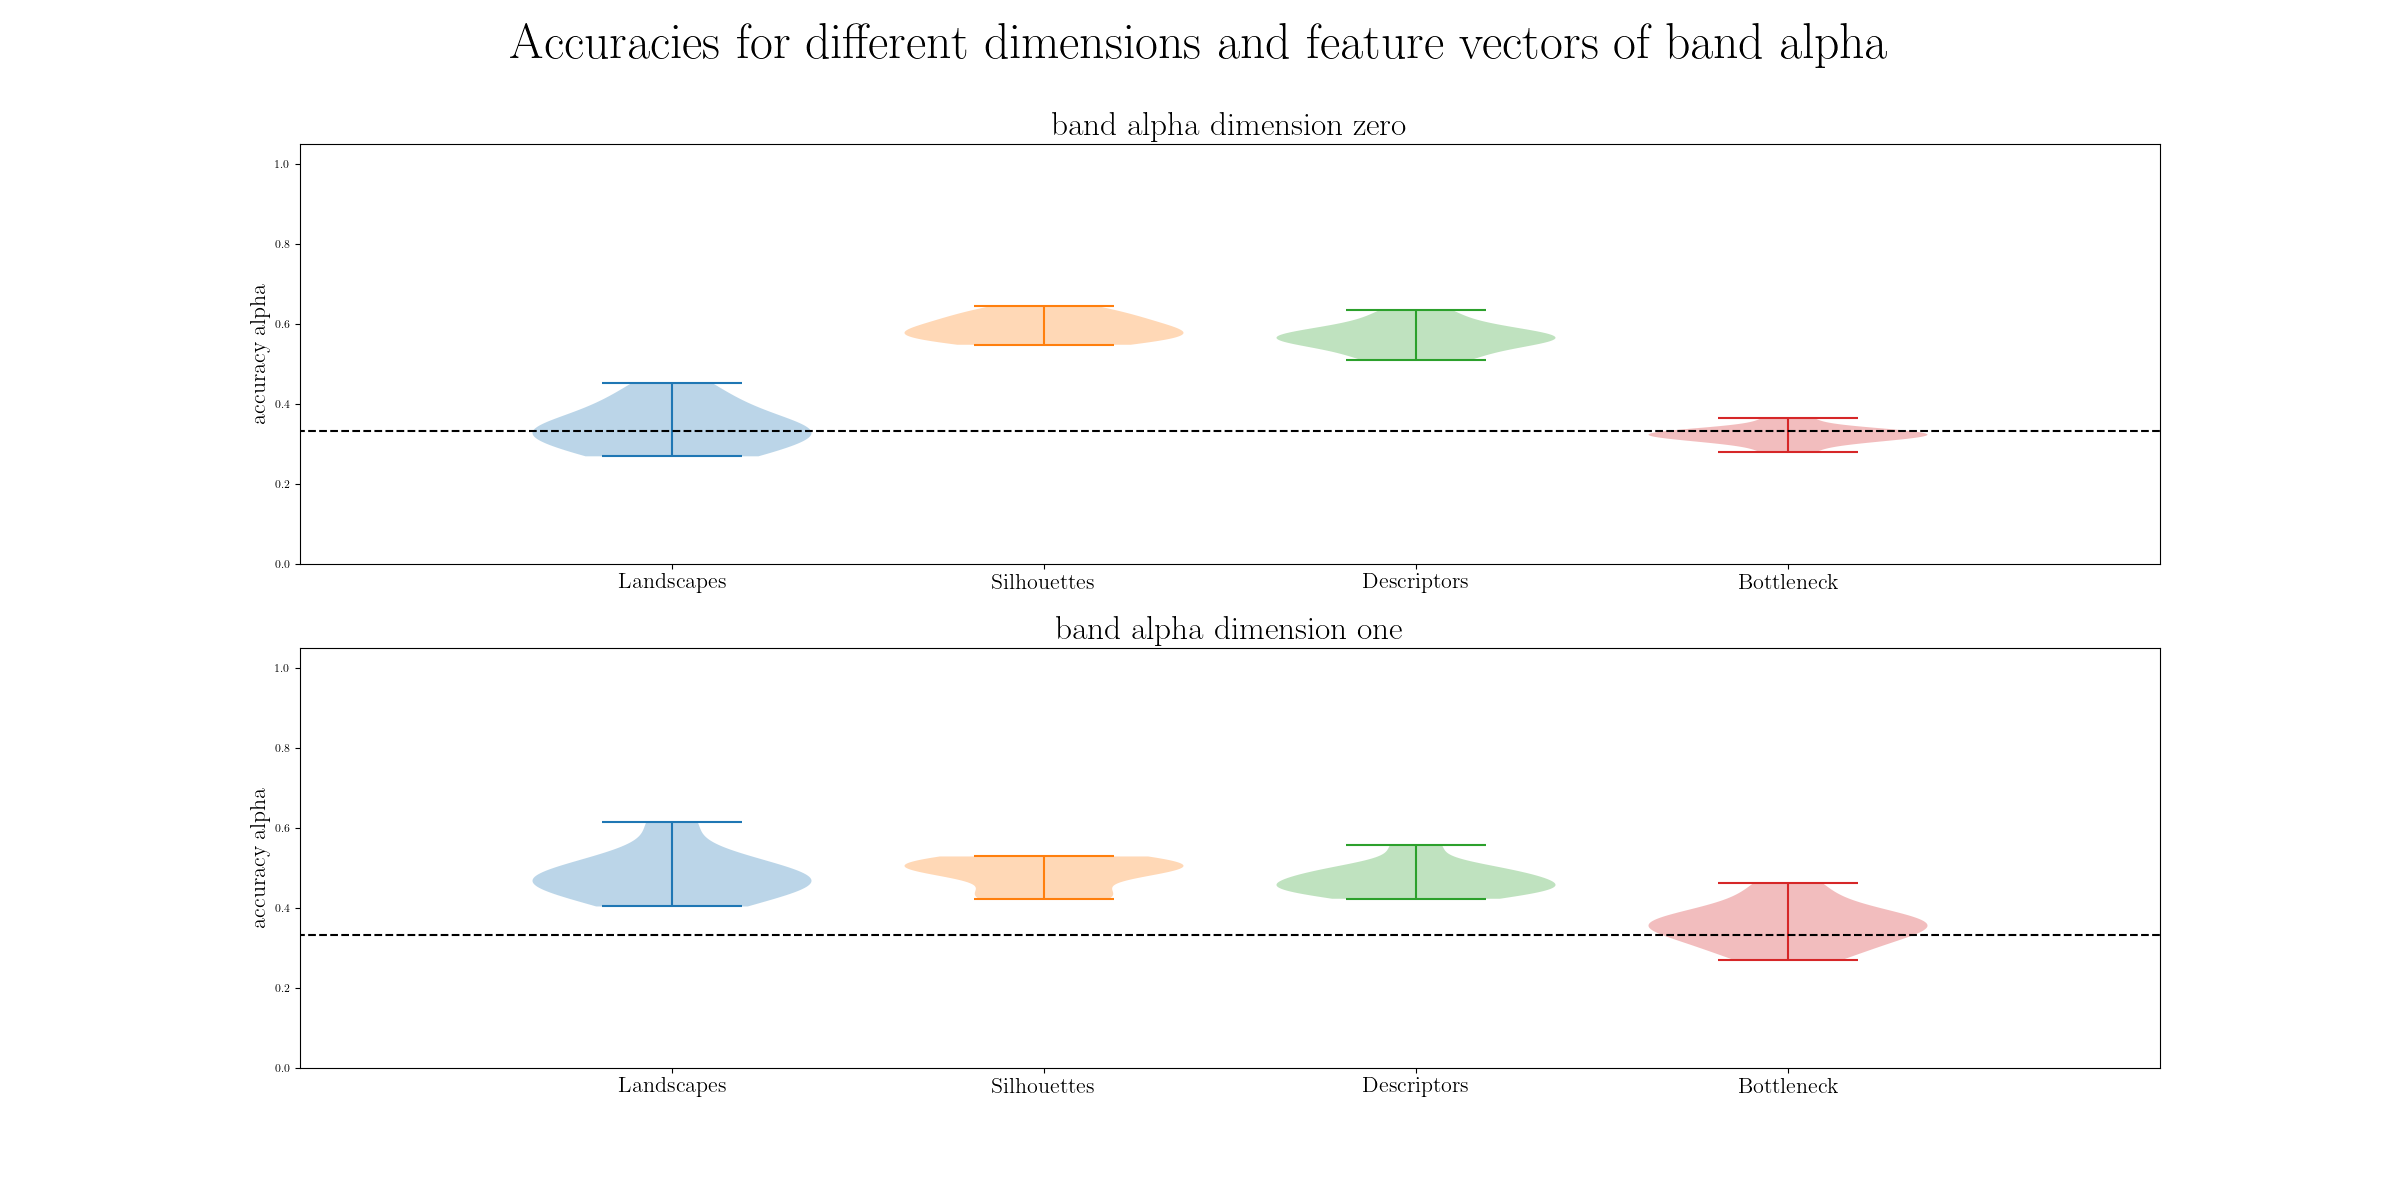 Accuracies for different dimensions and feature vectors of band alpha
band alpha dimension zero
1.0
0.8
0.6
0.4
0.2
0.0
accuracy alpha
Landscapes Silhouettes Descriptors Bottleneck
band alpha dimension one
1.0
0.8
0.6
0.4
0.2
0.0
accuracy alpha
Landscapes Silhouettes Descriptors Bottleneck